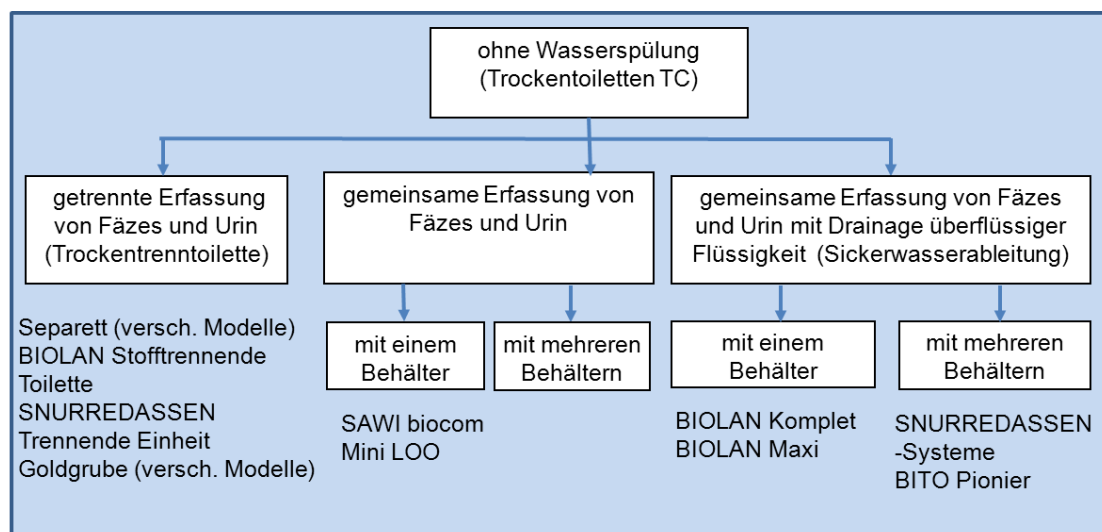 ohne Wasserspülung
(Trockentoiletten TC)
getrennte Erfassung
von Fäzes und Urin
(Trockentrenntoilette)
gemeinsame Erfassung von
Fäzes und Urin
gemeinsame Erfassung von Fäzes
und Urin mit Drainage überflüssiger
Flüssigkeit (Sickerwasserableitung)
Separett (versch. Modelle)
BIOLAN Stofftrennende
Toilette
SNURREDASSEN
Trennende Einheit
Goldgrube (versch. Modelle)
mit einem
Behälter
mit mehreren
Behältern
mit einem
Behälter
mit mehreren
Behältern
SAWI biocom
Mini LOO
BIOLAN Komplet
BIOLAN Maxi
SNURREDASSEN
-Systeme
BITO Pionier